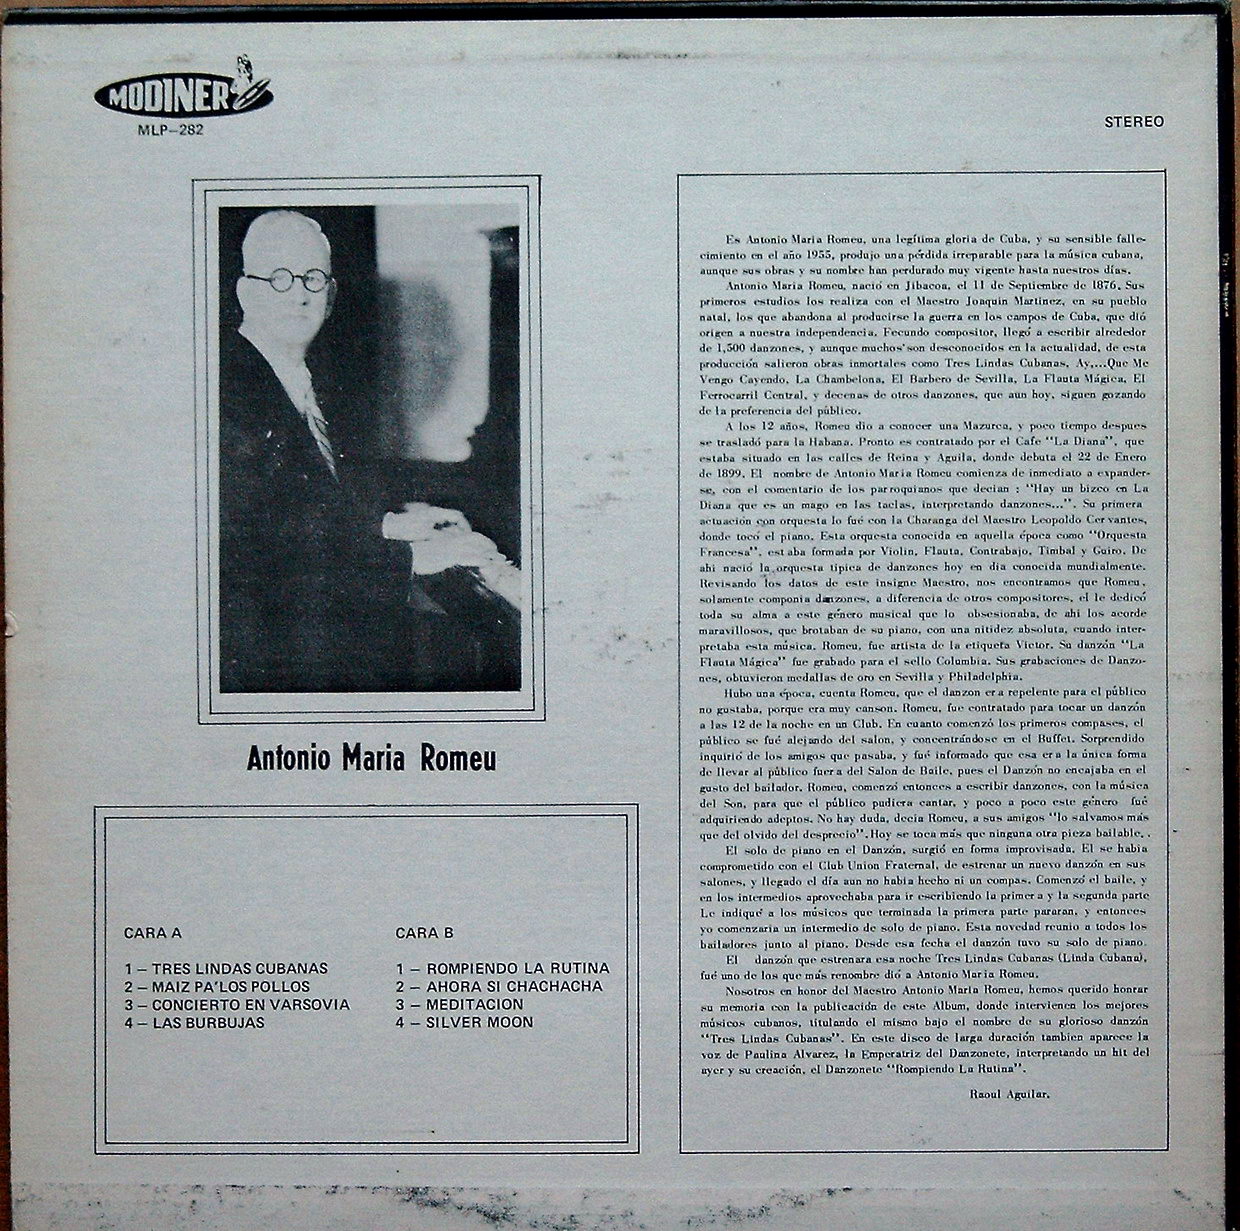 MODINER
MLP-282
STEREO
Es Antonio Maria Romeu, una legítima gloria de Cuba, y su sensible falle-
cimiento en el año 1955, produjo una pérdida irreparable para la música cubana,
aunque sus obras y su nombre han perdurado muy vigente hasta nuestros días.
Antonio Maria Romeu, nació en Jibacoa, el 11 de Septiembre de 1876. Sus
primeros estudios los realiza con el Maestro Joaquin Martinez, en su pueblo
natal, los que abandona al producirse la guerra en los campos de Cuba, que dió
origen a nuestra independencia. Fecundo compositor, llegó a escribir alrededor
de 1,500 danzones, y aunque muchos son desconocidos en la actualidad, de esta
producción salieron obras inmortales como Tres Lindas Cubanas, Ay,...Que Me
Vengo Cayendo, La Chambelona, El Barbero de Sevilla, La Flauta Mágica, El
Ferrocarril Central, y decenas de otros danzones, que aun hoy, siguen gozando
de la preferencia del público.
A los 12 años, Romeu dio a conocer una Mazurca, y poco tiempo despues
se trasladó para la Habana. Pronto es contratado por el Cafe "La Diana", que
estaba situado en las calles de Reina y Aguila, donde debuta el 22 de Enero
de 1899. El nombre de Antonio Maria Romeu comienza de inmediato a expander-
se, con el comentario de los parroquianos que decian : "Hay un bizco en La
Diana que es un mago en las taclas, interpretando danzones...". Su primera
actuación con orquesta lo fué con la Charanga del Maestro Leopoldo Cervantes,
donde tocó el piano. Esta orquesta conocida en aquella época como "Orquesta
Francesa", estaba formada por Violin, Flauta, Contrabajo, Timbal y Guiro. De
ahi nació la orquesta tipica de danzones hoy en dia conocida mundialmente.
Revisando los datos de este insigne Maestro, nos encontramos que Romeu,
solamente componia danzones, a diferencia de otros compositores, el le dedicó
toda su alma a este género musical que lo obsesionaba, de ahi los acorde
maravillosos, que brotaban de su piano, con una nitidez absoluta, cuando inter-
pretaba esta música. Romeu, fue artista de la etiqueta Victor. Su danzón "La
Flauta Mágica" fue grabado para el sello Columbia. Sus grabaciones de Danzo-
nes, obtuvieron medallas de oro en Sevilla y Philadelphia.
Hubo una época, cuenta Romeu, que el danzon era repelente para el público
no gustaba, porque era muy canson. Romeu, fue contratado para tocar un danzón
a las 12 de la noche en un Club. En cuanto comenzó los primeros compases, el
público se fué alejando del salon, y concentrándose en el Buffet. Sorprendido
inquirió de los amigos que pasaba, y fué informado que esa era la única forma
de llevar al público fuera del Salon de Baile, pues el Danzón no encajaba en el
gusto del bailador. Romeu, comenzó entonces a escribir danzones, con la música
del Son, para que el público pudiera cantar, y poco a poco este género fué
adquiriendo adeptos. No hay duda, decia Romeu, a sus amigos "lo salvamos más
que del olvido del desprecio". Hoy se toca más que ninguna otra pieza bailable. .
El solo de piano en el Danzón, surgió en forma improvisada. El se habia
comprometido con el Club Union Fraternal, de estrenar un nuevo danzón en sus
salones, y llegado el día aun no habia hecho ni un compas. Comenzó el baile, y
en los intermedios aprovechaba para ir escribiendo la primera y la segunda parte
Le indiqué a los músicos que terminada la primera parte pararan, y entonces
yo comenzaria un intermedio de solo de piano. Esta novedad reunio a todos los
bailadores junto al piano. Desde esa fecha el danzón tuvo su solo de piano.
El danzón que estrenara esa noche Tres Lindas Cubanas (Linda Cubana),
fué uno de los que más renombre dió a Antonio Maria Romeu.
Nosotros en honor del Maestro Antonio Maria Romeu, hemos querido honrar
su memoria con la publicación de este Album, donde intervienen los mejores
músicos cubanos, titulando el mismo bajo el nombre de su glorioso danzón
"Tres Lindas Cubanas". En este disco de larga duración tambien aparece la
voz de Paulina Alvarez, la Emperatriz del Danzonete, interpretando un hit del
ayer y su creación, el Danzonete "Rompiendo La Rutina".
Raoul Aguilar.
Antonio Maria Romeu
CARA A
1 – TRES LINDAS CUBANAS
2 – MAIZ PA'LOS POLLOS
3 – CONCIERTO EN VARSOVIA
4 – LAS BURBUJAS
CARA B
1 – ROMPIENDO LA RUTINA
2 – AHORA SI CHACHACHA
3 – MEDITACION
4 – SILVER MOON